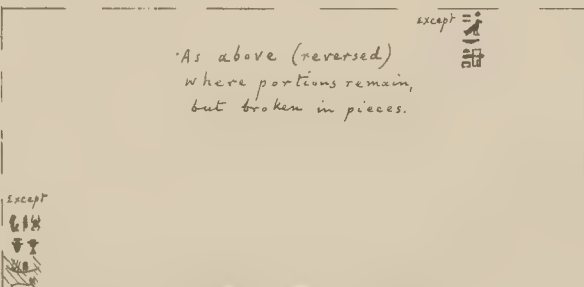 except
As above (reversed)
where portions remain,
but broken in pieces.
except